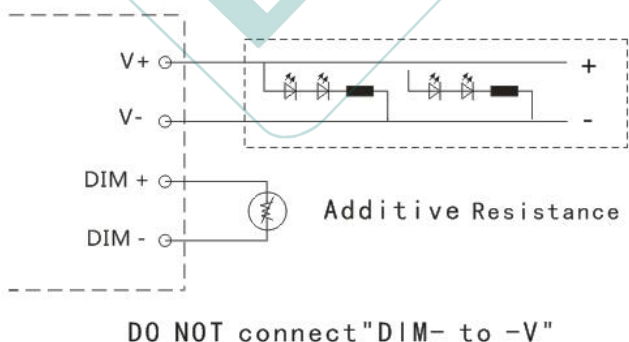 V+
+
V-
-
DIM +
Additive Resistance
DIM -
DO NOT connect"DIM- to -V"